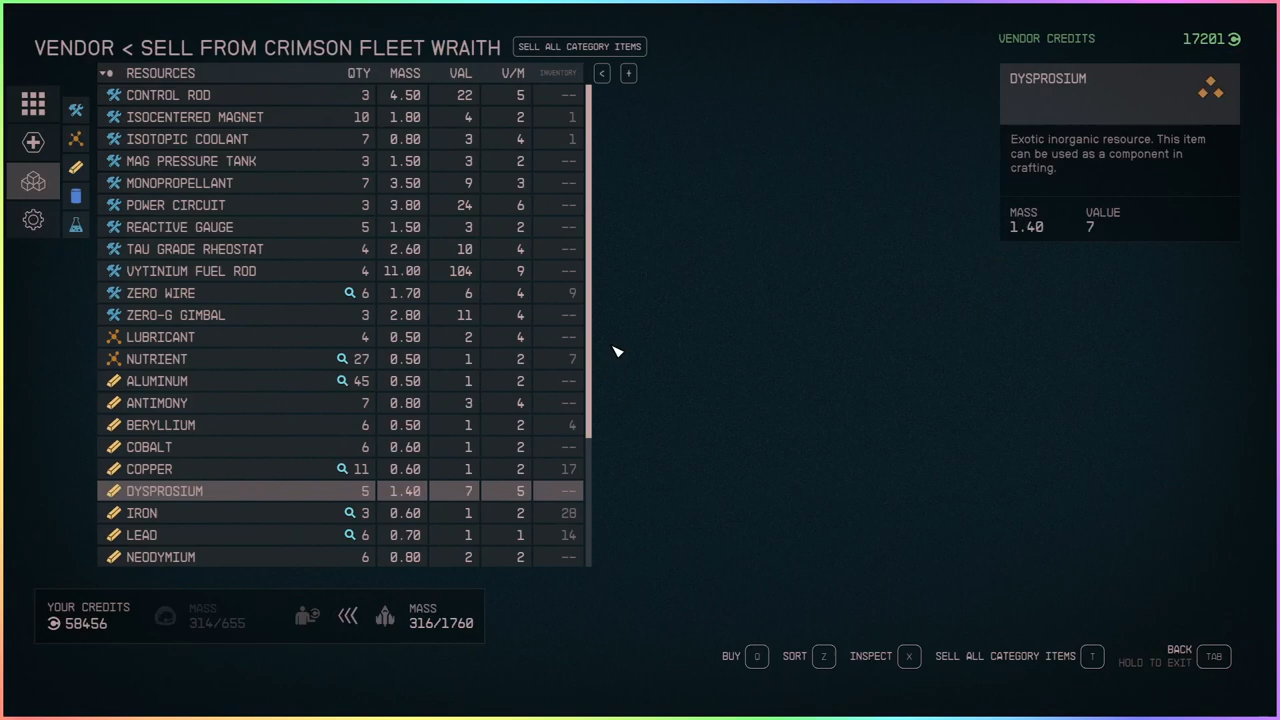 VENDOR < SELL FROM CRIMSON FLEET WRAITH
SELL ALL CATEGORY ITEMS
VENDOR CREDITS 17201
RESOURCES QTY MASS VAL V/M INVENTORY < +
CONTROL ROD 3 4.50 22 5 --
ISOCENTERED MAGNET 10 1.80 4 2 1
ISOTOPIC COOLANT 7 0.80 3 4 1
MAG PRESSURE TANK 3 1.50 3 2 --
MONOPROPELLANT 7 3.50 9 3 --
POWER CIRCUIT 3 3.80 24 6 --
REACTIVE GAUGE 5 1.50 3 2 --
TAU GRADE RHEOSTAT 4 2.60 10 4 --
VYTINIUM FUEL ROD 4 11.00 104 9 --
ZERO WIRE 6 1.70 6 4 9
ZERO-G GIMBAL 3 2.80 11 4 --
LUBRICANT 4 0.50 2 4 --
NUTRIENT 27 0.50 1 2 7
ALUMINUM 45 0.50 1 2 --
ANTIMONY 7 0.80 3 4 --
BERYLLIUM 6 0.50 1 2 4
COBALT 6 0.60 1 2 --
COPPER 11 0.60 1 2 17
DYSPROSIUM 5 1.40 7 5 --
IRON 3 0.60 1 2 28
LEAD 6 0.70 1 1 14
NEODYMIUM 6 0.80 2 2 --
DYSPROSIUM
Exotic inorganic resource. This item
can be used as a component in
crafting.
MASS VALUE
1.40 7
YOUR CREDITS
58456
MASS
314/655
MASS
316/1760
BUY Q SORT Z INSPECT X SELL ALL CATEGORY ITEMS T BACK TAB
HOLD TO EXIT